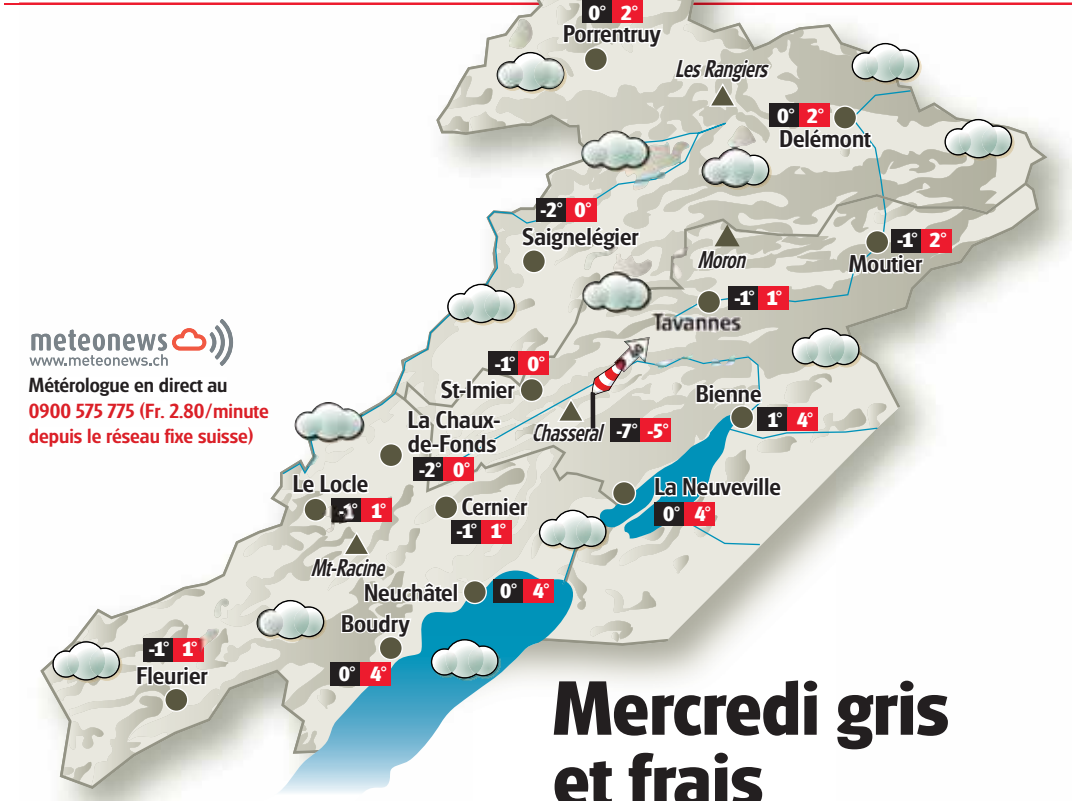 0° 2°
Porrentruy
Les Rangiers
0° 2°
Delémont
-2° 0°
Saignelégier
Moron
-1° 2°
Moutier
-1° 1°
Tavannes
meteonews
www.meteonews.ch
Météorologue en direct au
0900 575 775 (Fr. 2.80/minute
depuis le réseau fixe suisse)
-1° 0°
St-Imier
Bienne
1° 4°
Chasseral -7° -5°
La Chaux-
de-Fonds
-2° 0°
Le Locle
-1° 1°
Cernier
-1° 1°
La Neuveville
0° 4°
Mt-Racine
Neuchâtel 0° 4°
Boudry
0° 4°
-1° 1°
Fleurier
Mercredi gris
et frais